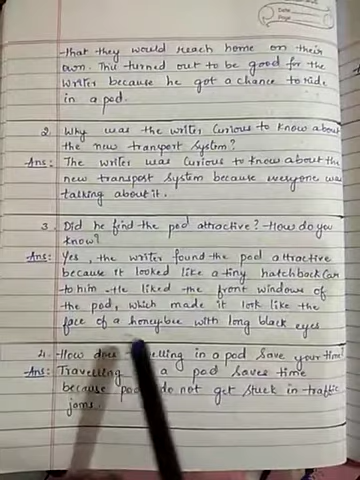 Date
Page
that they would reach home on their
own. This turned out to be good for the
writer because he got a chance to ride
in a pod.
2. Why was the writer curious to know about
the new transport system?
Ans: The writer was curious to know about the
new transport system because everyone was
talking about it.
3. Did he find the pod attractive? How do you
know?
Ans: Yes, the writer found the pod attractive
because it looked like a tiny hatchback car
to him. He liked the front windows of
the pod, which made it look like the
face of a honeybee with long black eyes
4. How does travelling in a pod save your time?
Ans: Travelling a pod saves time
because do not get stuck in traffic
jams.